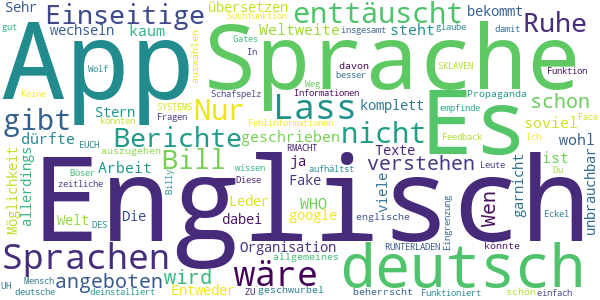 Sehr gut Einseitige übersetzen enttäuscht bekommt Ruhe
wechseln kaum Suchfunktion Weltweite steht insgesamt glaube damit
App Sprache Es
Keine Wolf auswählen Gates In davon besser SKLAVEN Funktion
Stern Schafspelz Weg Informationen Propaganda
gibt konnten SYSTEMS Nur Lass komplett schon
dürfte EUCH Fragen Fehlinformationen empfinde Face
Berichte geschrieben nicht Feedback Ich soviel wohl
Möglichkeit allerdings auszugehen Arbeit Bill wissen RMACHT Texte verstehen ist
Böser zeitliche Billy Diese ja aufhältst Leute Du garnicht unbrauchbar
Welt Die dabei Fake viele Wen
DES Leder WHO google englische Eingrenzung Eckel
Englisch
Sprachen wird Organisation RUNTERLADEN könnte
Entweder wäre allgemeines deutsch
UH Mensch angeboten
deutsche deinstalliert ZU geschwurbel beherrscht Funktioniert schön einfach